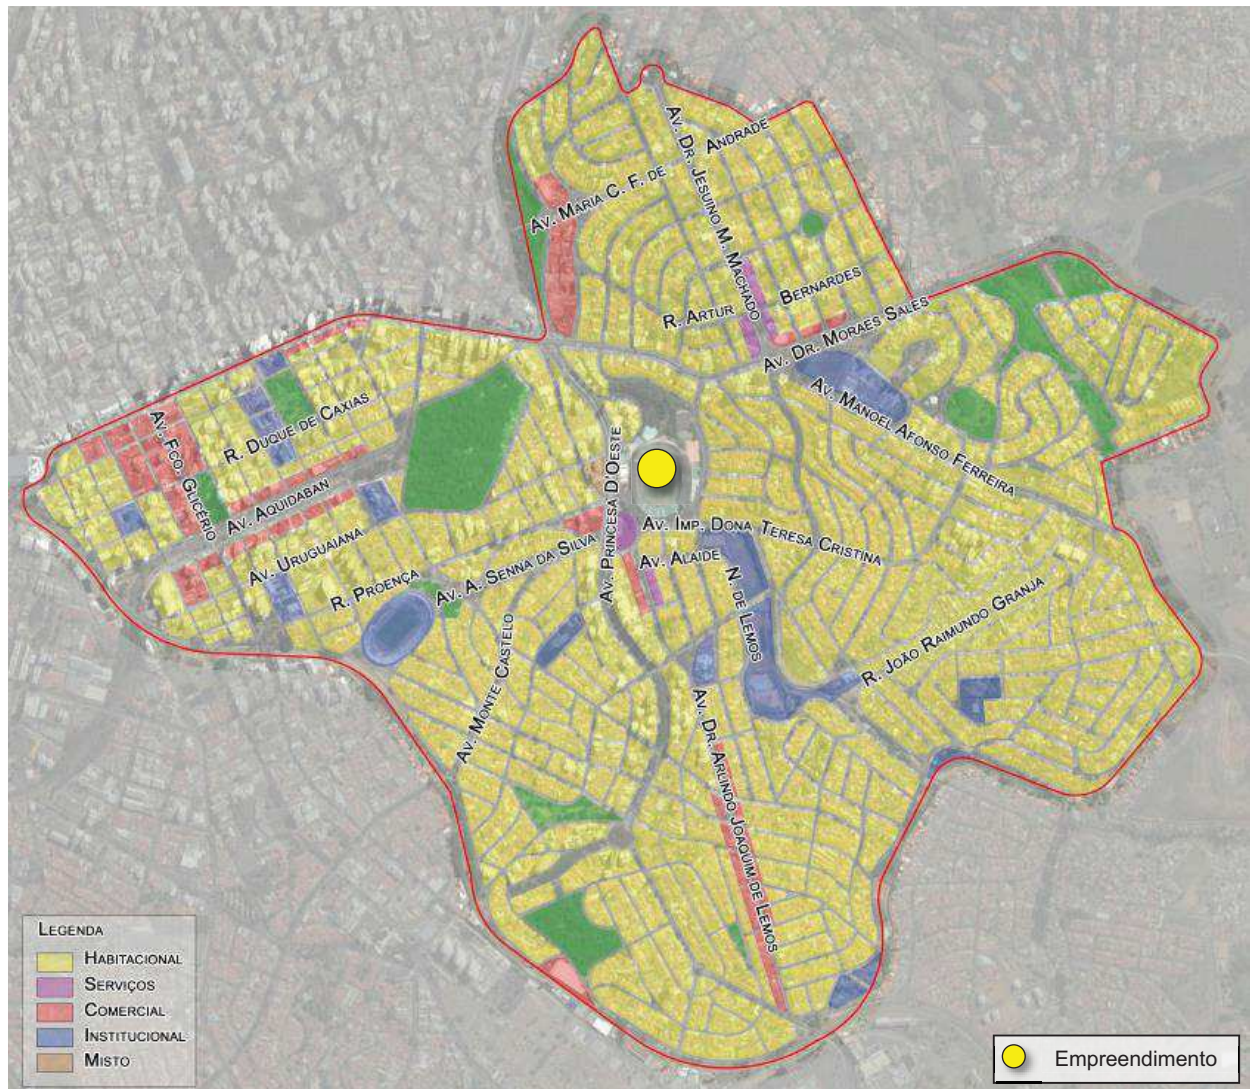 Av. Dr. Jesuino M. Machado
Av. Maria C. F. de Andrade
R. Artur Bernardes
Av. Dr. Moraes Sales
Av. Manoel Afonso Ferreira
Av. Fco. Glicério
R. Duque de Caxias
Av. Aquidaban
Av. Uruguaiana
R. Proença
Av. A. Senna da Silva
Av. Princesa D'Oeste
Av. Imp. Dona Teresa Cristina
Av. Alaide
N. de Lemos
R. João Raimundo Granja
Av. Monte Castelo
Av. Dr. Arlindo Joaquim de Lemos
Legenda
Habitacional
Serviços
Comercial
Institucional
Misto
Empreendimento